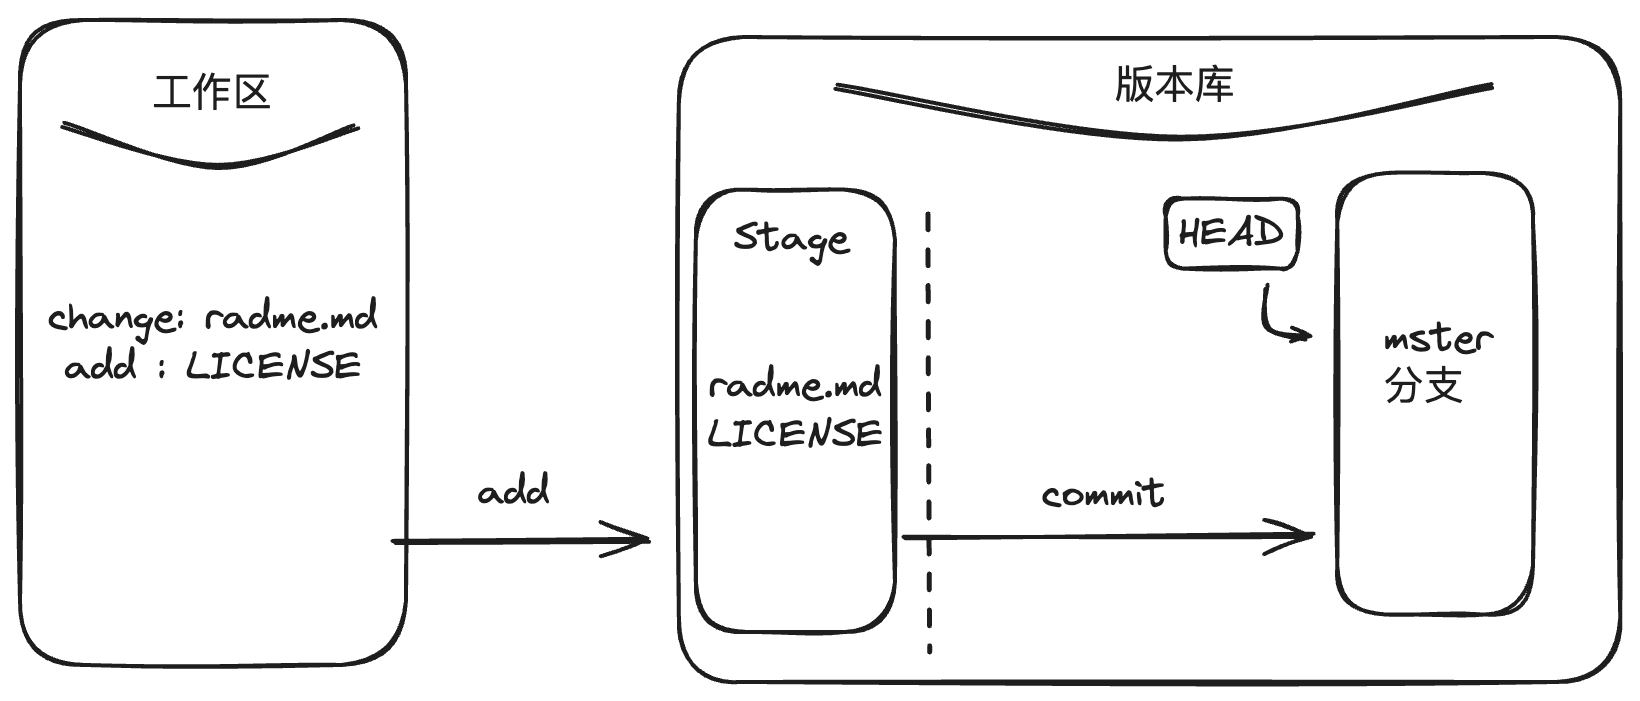 工作区
change: radme.md
add : LICENSE
add
版本库
Stage
radme.md
LICENSE
commit
HEAD
mster
分支